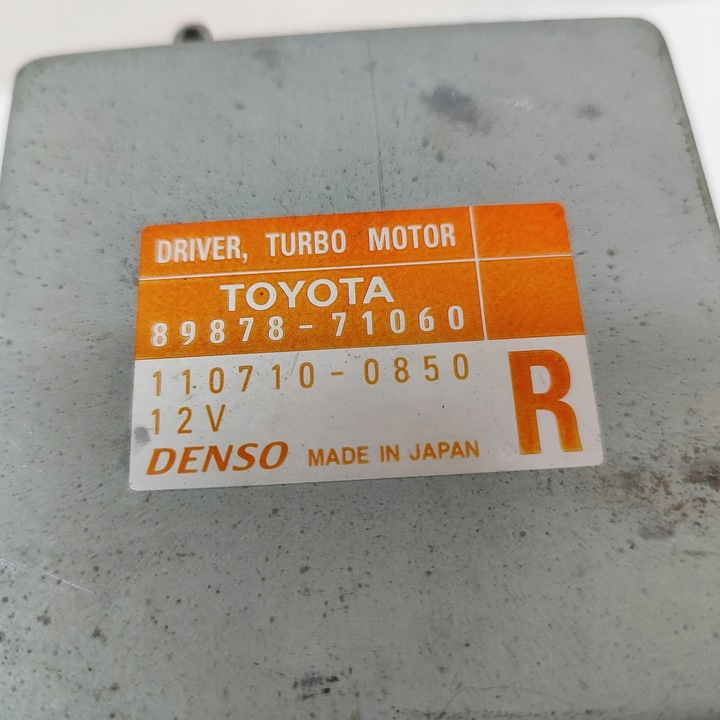 DRIVER, TURBO MOTOR
TOYOTA
89878-71060
110710-0850
12V
R
DENSO MADE IN JAPAN